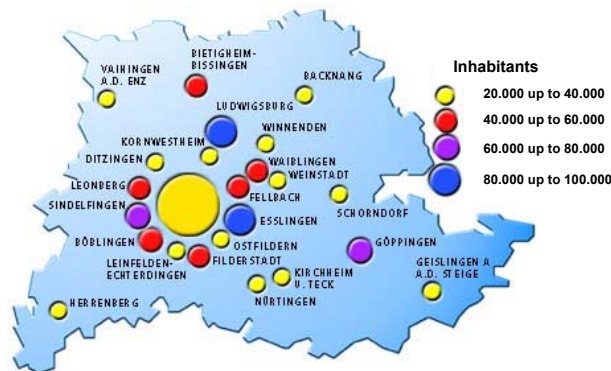 BIETIGHEIM-
BISSINGEN
VAIHINGEN
A.D. ENZ
BACKNANG
LUDWIGSBURG
KORNWESTHEIM
WINNENDEN
DITZINGEN
WAIBLINGEN
WEINSTADT
LEONBERG
FELLBACH
SINDELFINGEN
SCHORNDORF
ESSLINGEN
BÖBLINGEN
OSTFILDERN
GÖPPINGEN
LEINFELDEN-
ECHTERDINGEN
FILDERSTADT
KIRCHHEIM
U. TECK
GEISLINGEN A
A.D. STEIGE
HERRENBERG
NÜRTINGEN
Inhabitants
20.000 up to 40.000
40.000 up to 60.000
60.000 up to 80.000
80.000 up to 100.000